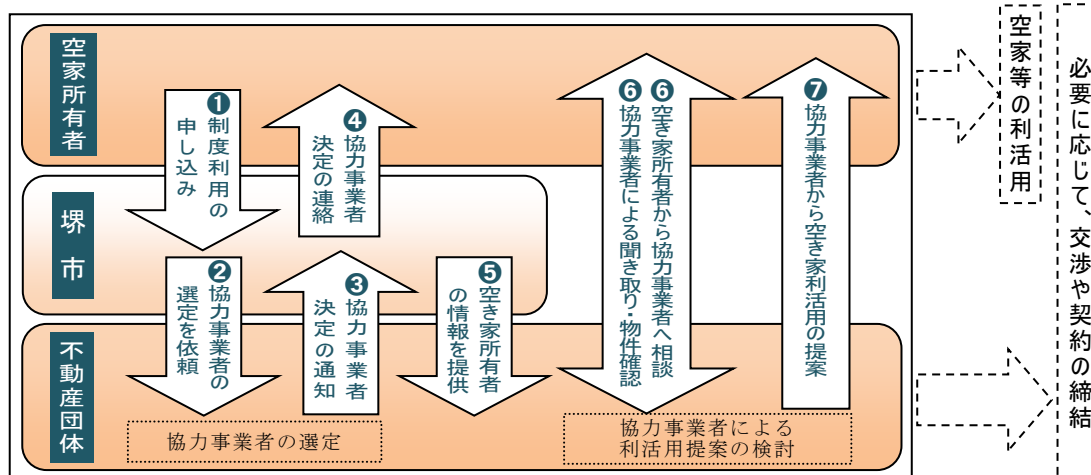 空家所有者
❶制度利用の
申し込み
❹協力事業者
決定の連絡
❻空き家所有者から協力事業者へ相談
❻協力事業者による聞き取り・物件確認
❼協力事業者から空き家利活用の提案
堺市
❷協力事業者の
選定を依頼
❸協力事業者
決定の通知
❺空き家所有者
の情報を提供
不動産団体
協力事業者の選定
協力事業者による
利活用提案の検討
空家等の利活用
必要に応じて、交渉や契約の締結